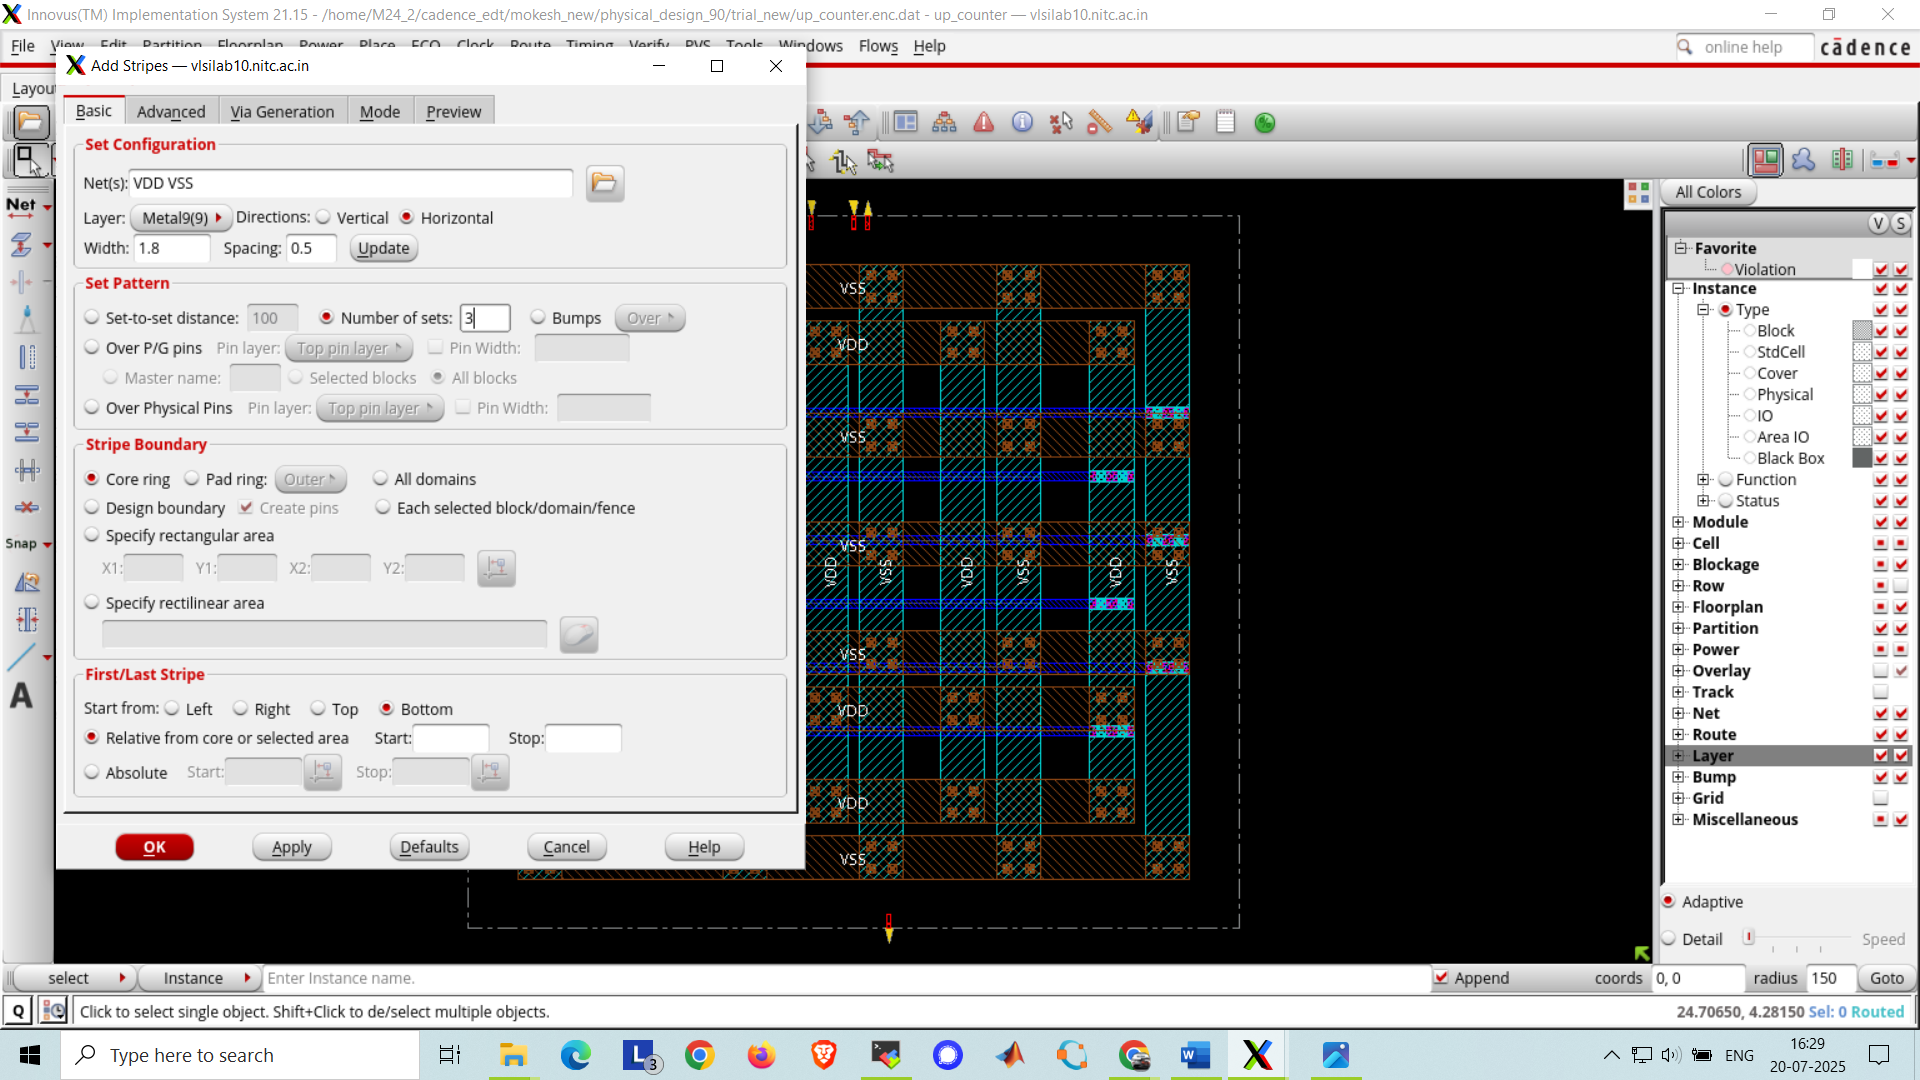 Innovus(TM) Implementation System 21.15 - /home/M24_2/cadence_edt/mokesh_new/physical_design_90/trial_new/up_counter.enc.dat - up_counter — vlsilab10.nitc.ac.in
File View Edit Partition Floorplan Power Place ECO Clock Route Timing Verify PVS Tools Windows Flows Help
online help
cādence
Add Stripes — vlsilab10.nitc.ac.in
Layou
Basic Advanced Via Generation Mode Preview
Set Configuration
Net(s): VDD VSS
Layer: Metal9(9) Directions: Vertical Horizontal
Width: 1.8 Spacing: 0.5 Update
Set Pattern
Set-to-set distance: 100 Number of sets: 3 Bumps Over
Over P/G pins Pin layer: Top pin layer Pin Width:
Master name: Selected blocks All blocks
Over Physical Pins Pin layer: Top pin layer Pin Width:
Stripe Boundary
Core ring Pad ring: Outer All domains
Design boundary Create pins Each selected block/domain/fence
Specify rectangular area
X1: Y1: X2: Y2:
Specify rectilinear area
First/Last Stripe
Start from: Left Right Top Bottom
Relative from core or selected area Start: Stop:
Absolute Start: Stop:
OK Apply Defaults Cancel Help
Net
Snap
A
VSS
VDD
VSS
VSS
VDD VSS VDD VSS VDD VSS
VSS
VDD
VDD
VSS
All Colors
V S
Favorite
Violation
Instance
Type
Block
StdCell
Cover
Physical
IO
Area IO
Black Box
Function
Status
Module
Cell
Blockage
Row
Floorplan
Partition
Power
Overlay
Track
Net
Route
Layer
Bump
Grid
Miscellaneous
Adaptive
Detail Speed
select Instance Enter Instance name. Append coords 0, 0 radius 150 Goto
Q Click to select single object. Shift+Click to de/select multiple objects. 24.70650, 4.28150 Sel: 0 Routed
Type here to search
L 3
W
ENG
16:29
20-07-2025